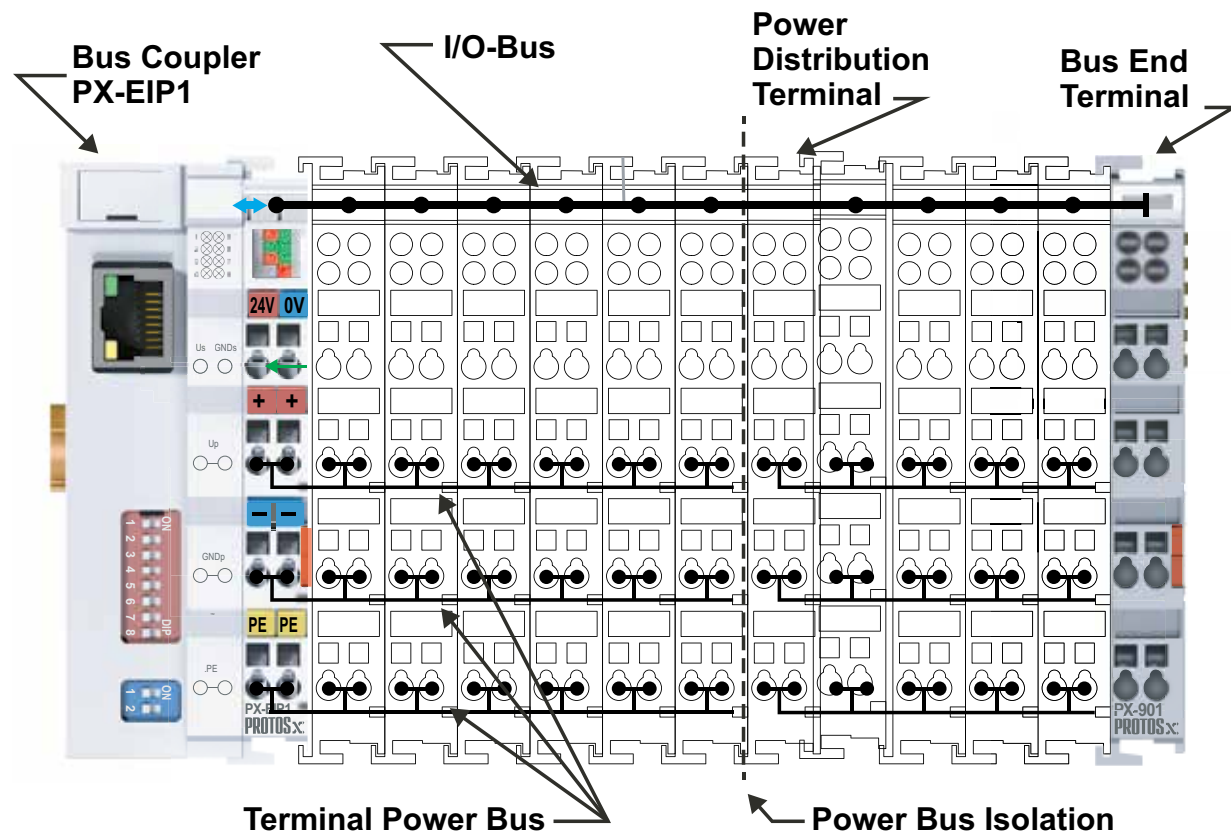 Bus Coupler
PX-EIP1
I/O-Bus
Power
Distribution
Terminal
Bus End
Terminal
24V 0V
Us GNDs
+ +
Up
− −
GNDp
PE PE
PE
ON
1 2 3 4 5 6 7 8
DIP
ON
1 2
PX-EIP1
PROTOS X
PX-901
PROTOS X
Terminal Power Bus
Power Bus Isolation